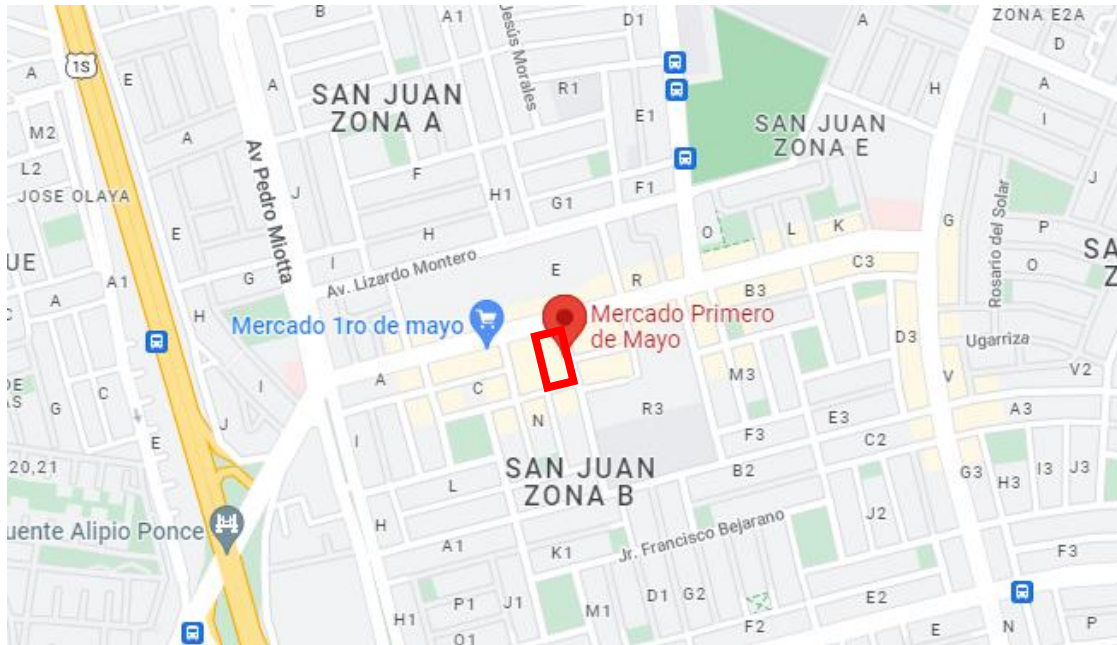 B
A1
Jesús Morales
D1
A
ZONA E2A
D
1S
A
E
A
SAN JUAN
ZONA A
R1
H
A
M2
A
E1
SAN JUAN
ZONA E
I
L2
F
J
JOSE OLAYA
Av Pedro Miotta
J
H1
G1
F1
Rosario del Solar
E
H
O
L
K
G
P
UE
I
Av. Lizardo Montero
E
R
C3
O
SA
Z
A
A1
G
B3
H
Mercado 1ro de mayo
Mercado Primero
de Mayo
D3
Ugarriza
A
C
M3
V
V2
DE
AS
G
C
I
N
R3
E3
A3
J
E
I
F3
C2
20,21
SAN JUAN
ZONA B
B2
G3
H3
I3
J3
L
uente Alipio Ponce
H
J2
Jr. Francisco Bejarano
A1
K1
F3
P1
J1
D1
G2
E2
H1
M1
O1
F2
E
N
P